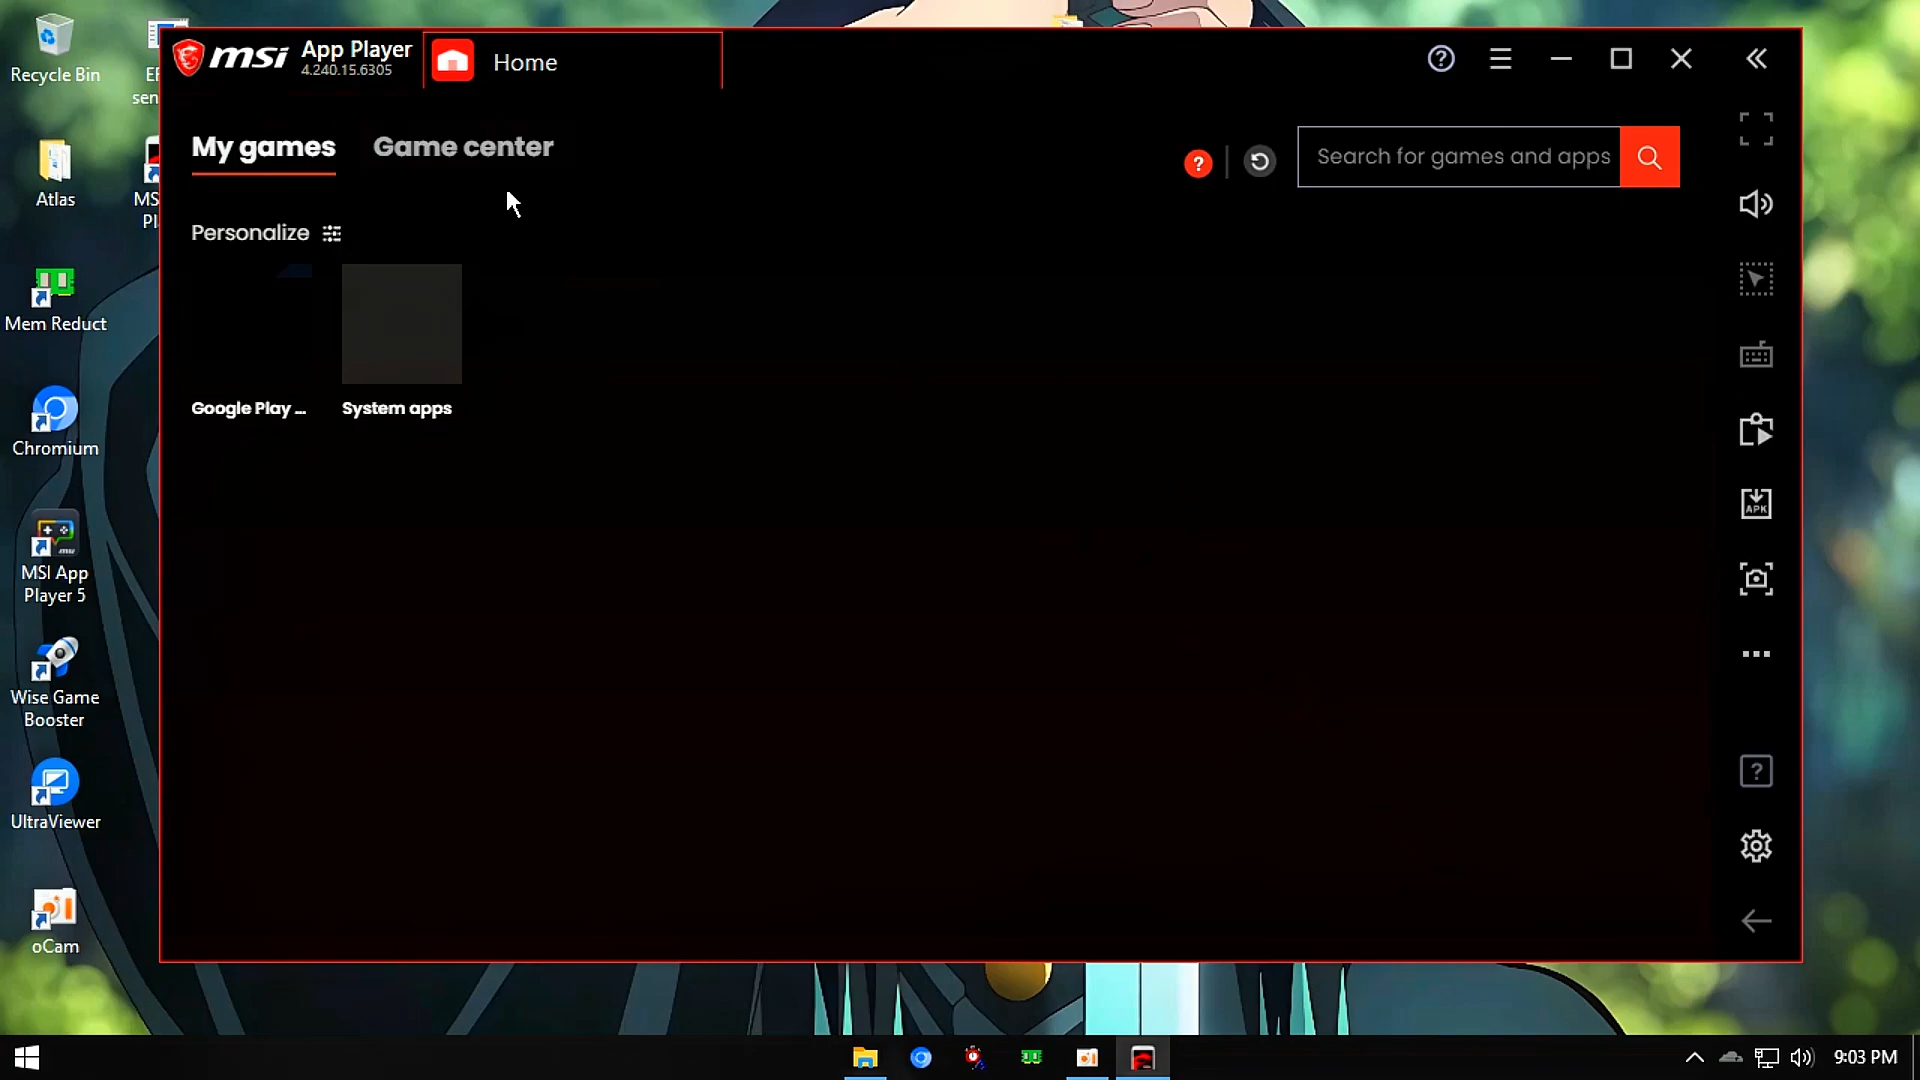 Recycle Bin
Atlas
Mem Reduct
Chromium
MSI App
Player 5
Wise Game
Booster
UltraViewer
oCam
msi
App Player
4.240.15.6305
Home
My games
Game center
Search for games and apps
Personalize
Google Play ...
System apps
APK
9:03 PM